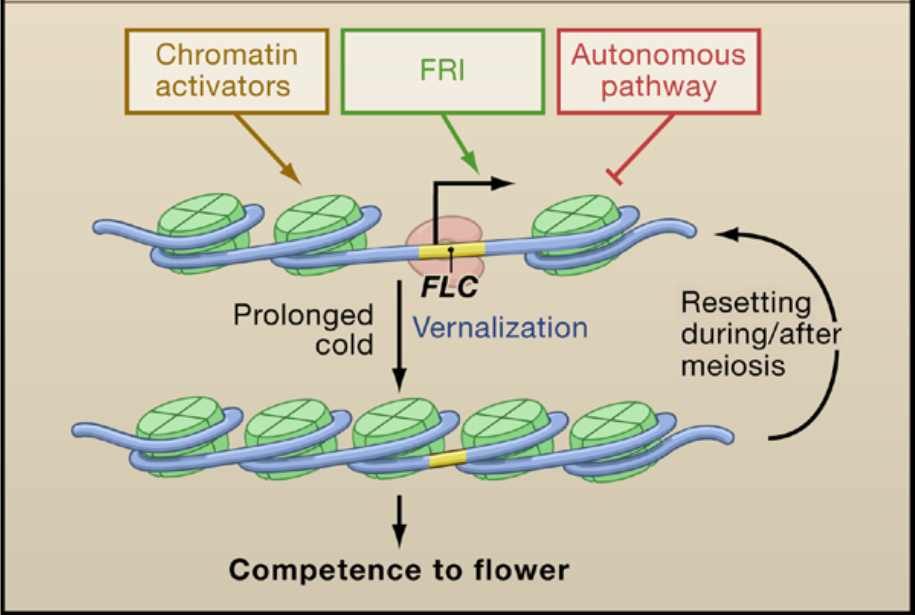 Chromatin
activators
FRI
Autonomous
pathway
FLC
Prolonged
cold
Vernalization
Resetting
during/after
meiosis
Competence to flower